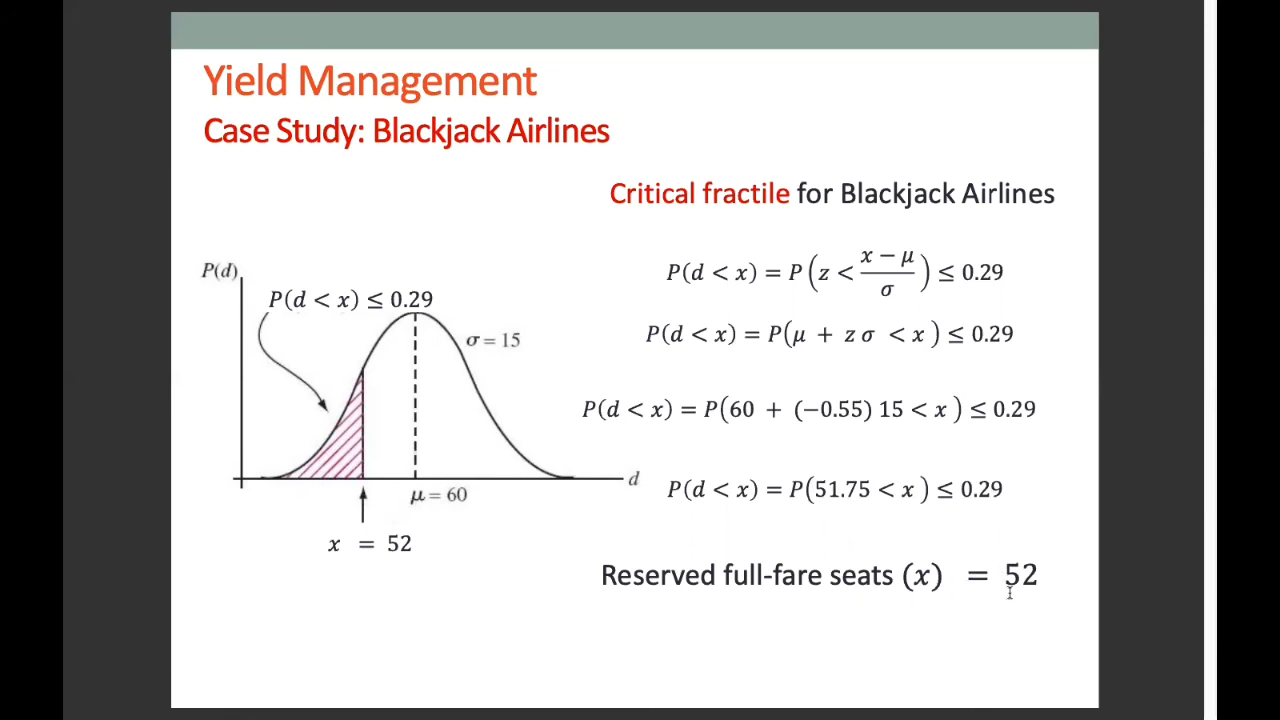 Yield Management
Case Study: Blackjack Airlines
Critical fractile for Blackjack Airlines
P(d < x) = P(z < (x − μ)/σ) ≤ 0.29
P(d < x) = P(μ + z σ < x) ≤ 0.29
P(d < x) = P(60 + (−0.55) 15 < x) ≤ 0.29
P(d < x) = P(51.75 < x) ≤ 0.29
Reserved full-fare seats (x) = 52
P(d)
P(d < x) ≤ 0.29
σ = 15
d
μ = 60
x = 52